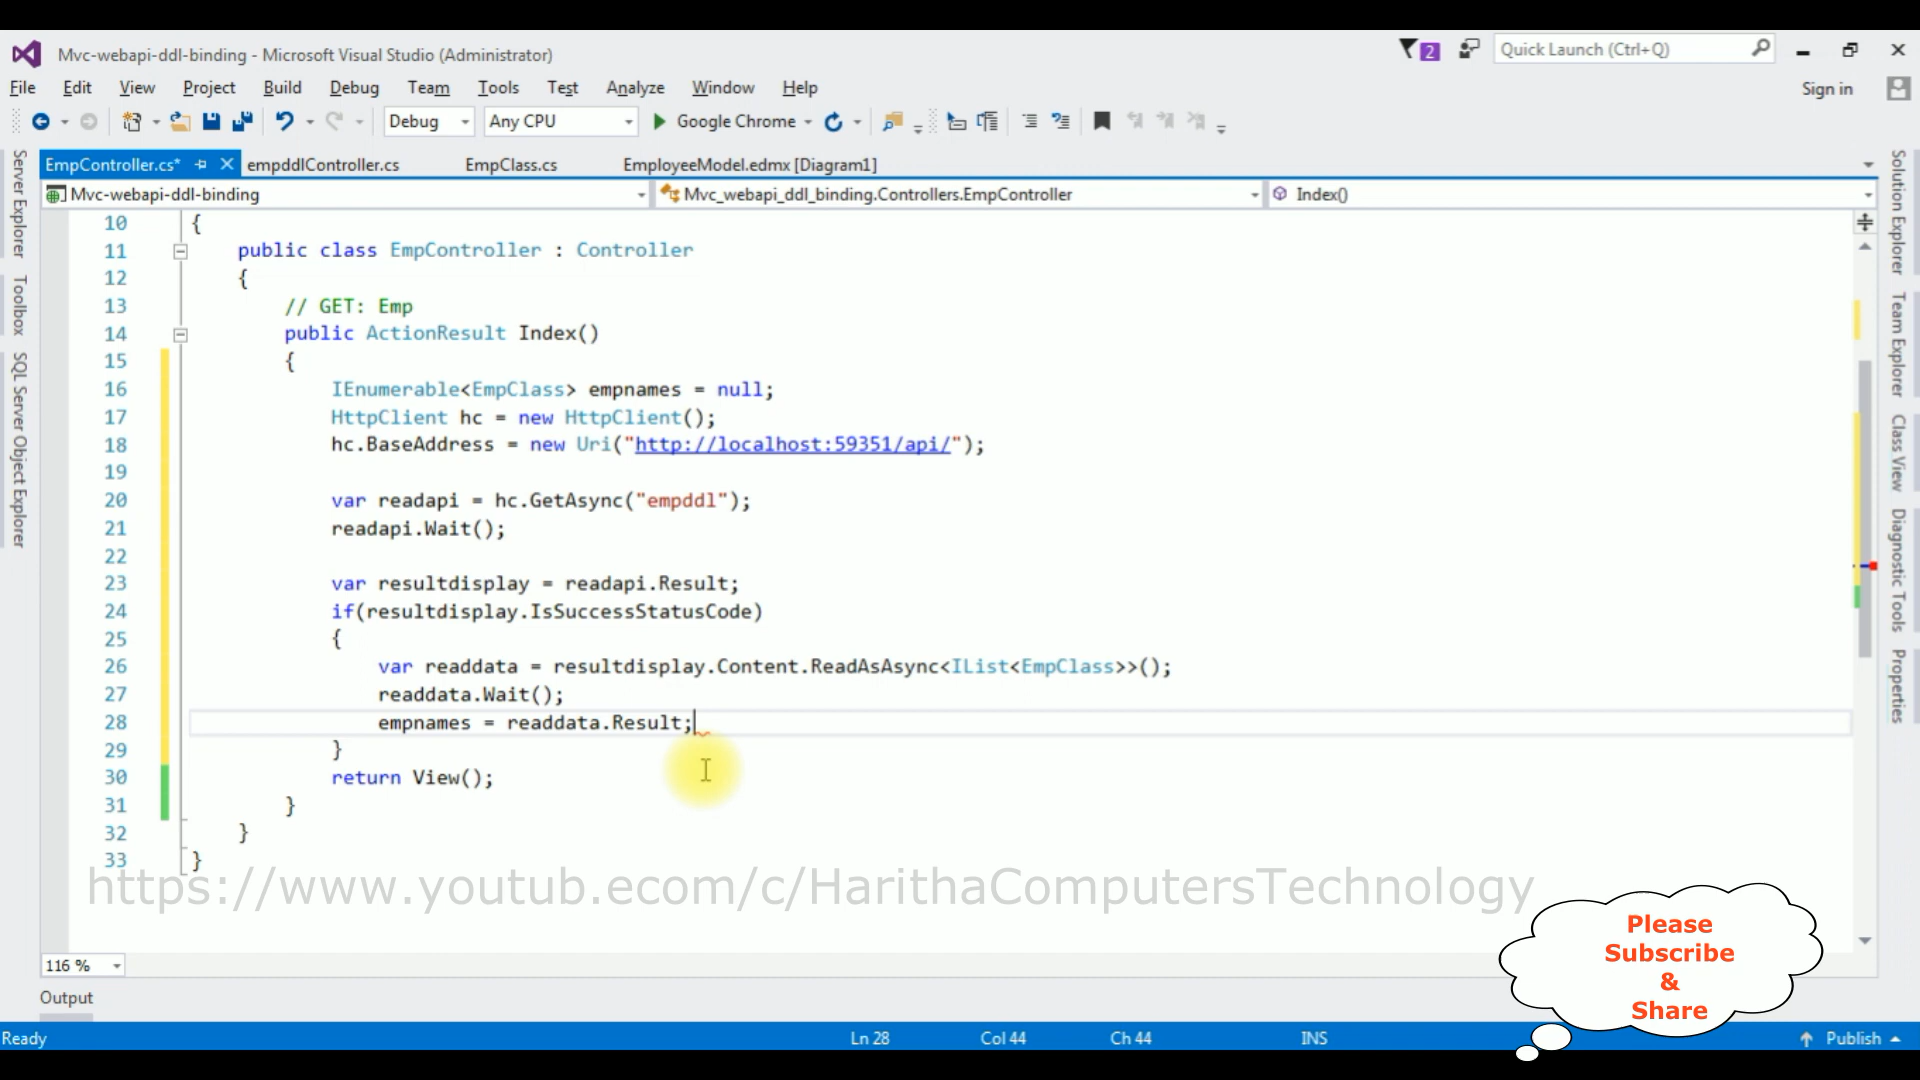 Mvc-webapi-ddl-binding - Microsoft Visual Studio (Administrator)
2
Quick Launch (Ctrl+Q)
File Edit View Project Build Debug Team Tools Test Analyze Window Help
Sign in
Debug
Any CPU
Google Chrome
EmpController.cs*
empddlController.cs
EmpClass.cs
EmployeeModel.edmx [Diagram1]
Mvc-webapi-ddl-binding
Mvc_webapi_ddl_binding.Controllers.EmpController
Index()
Server Explorer
Toolbox
SQL Server Object Explorer
10 {
11 public class EmpController : Controller
12 {
13 // GET: Emp
14 public ActionResult Index()
15 {
16 IEnumerable<EmpClass> empnames = null;
17 HttpClient hc = new HttpClient();
18 hc.BaseAddress = new Uri("http://localhost:59351/api/");
19
20 var readapi = hc.GetAsync("empddl");
21 readapi.Wait();
22
23 var resultdisplay = readapi.Result;
24 if(resultdisplay.IsSuccessStatusCode)
25 {
26 var readdata = resultdisplay.Content.ReadAsAsync<IList<EmpClass>>();
27 readdata.Wait();
28 empnames = readdata.Result;
29 }
30 return View();
31 }
32 }
33 }
Solution Explorer
Team Explorer
Class View
Diagnostic Tools
Properties
https://www.youtub.ecom/c/HarithaComputersTechnology
Please
Subscribe
&
Share
116 %
Output
Ready
Ln 28
Col 44
Ch 44
INS
Publish